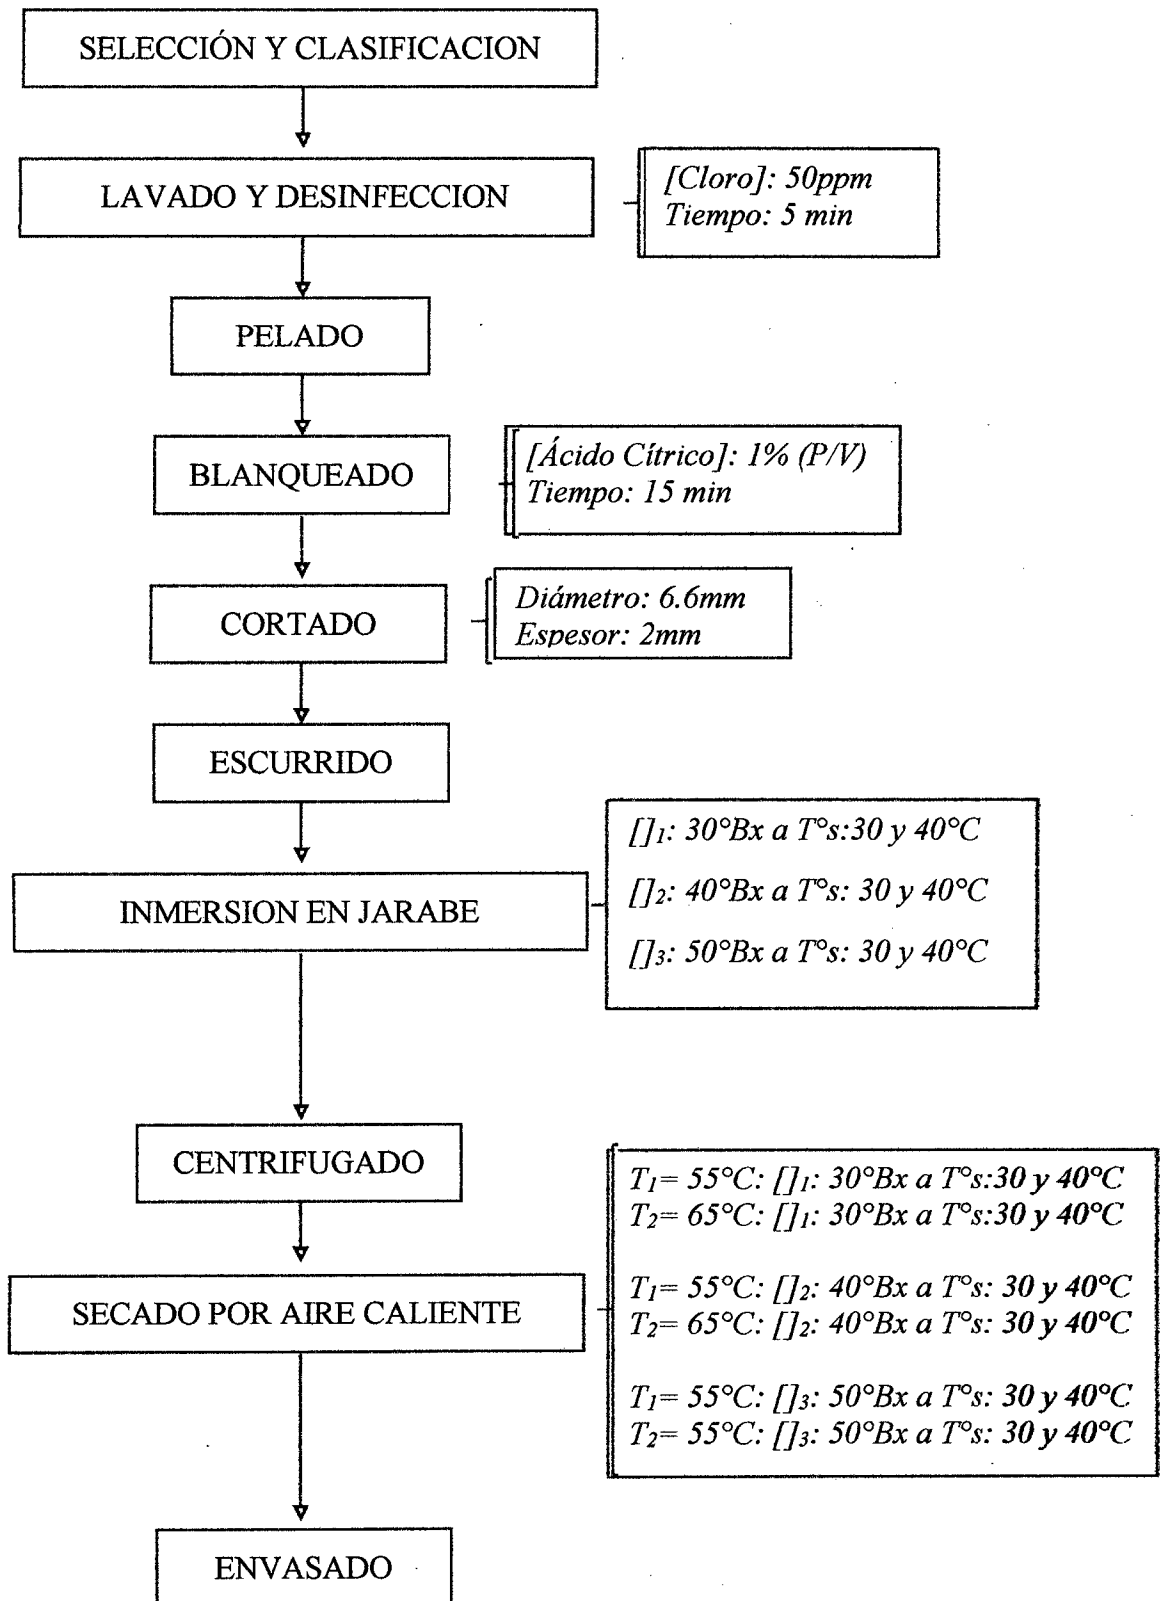 SELECCIÓN Y CLASIFICACION
LAVADO Y DESINFECCION
[Cloro]: 50ppm
Tiempo: 5 min
PELADO
BLANQUEADO
[Ácido Cítrico]: 1% (P/V)
Tiempo: 15 min
CORTADO
Diámetro: 6.6mm
Espesor: 2mm
ESCURRIDO
INMERSION EN JARABE
[]1: 30°Bx a T°s:30 y 40°C
[]2: 40°Bx a T°s: 30 y 40°C
[]3: 50°Bx a T°s: 30 y 40°C
CENTRIFUGADO
SECADO POR AIRE CALIENTE
T1= 55°C: []1: 30°Bx a T°s:30 y 40°C
T2= 65°C: []1: 30°Bx a T°s:30 y 40°C
T1= 55°C: []2: 40°Bx a T°s: 30 y 40°C
T2= 65°C: []2: 40°Bx a T°s: 30 y 40°C
T1= 55°C: []3: 50°Bx a T°s: 30 y 40°C
T2= 55°C: []3: 50°Bx a T°s: 30 y 40°C
ENVASADO